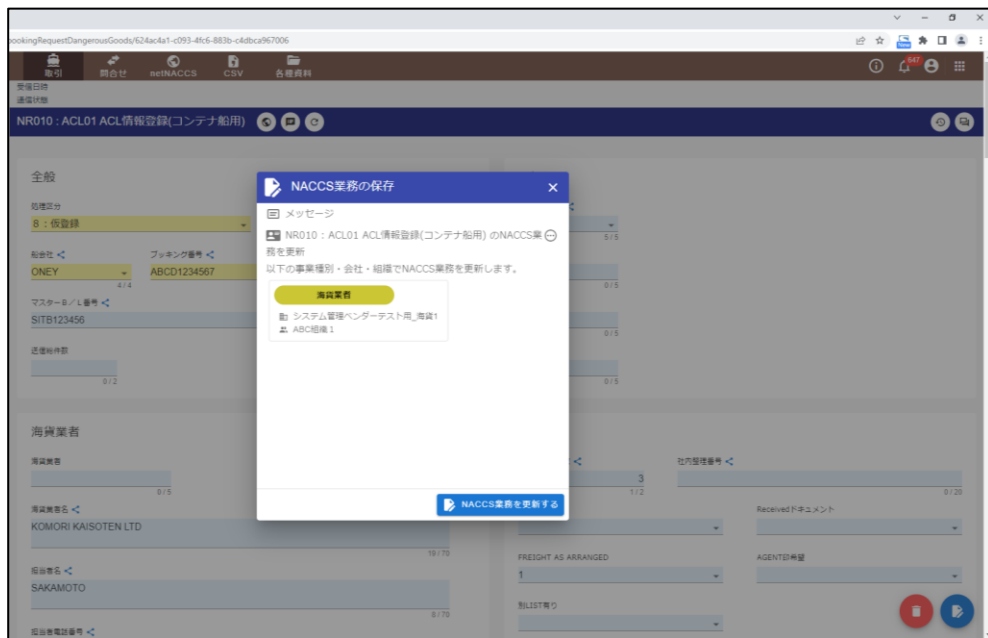 bookingRequestDangerousGoods/624ac4a1-c093-4fc6-883b-c4dbca967006
New
取引
問合せ
netNACCS
CSV
各種資料
647
受信日時
通信状態
NR010 : ACL01 ACL情報登録(コンテナ船用)
全般
処理区分
8 : 仮登録
船会社
ブッキング番号
ONEY
ABCD1234567
4 / 4
マスターB/L番号
SITB123456
送信総件数
0 / 2
5 / 5
0 / 5
0 / 5
0 / 5
NACCS業務の保存
メッセージ
NR010 : ACL01 ACL情報登録(コンテナ船用) のNACCS業
務を更新
以下の事業種別・会社・組織でNACCS業務を更新します。
海貨業者
システム管理ベンダーテスト用_海貨1
ABC組織1
NACCS業務を更新する
海貨業者
海貨業者
0 / 5
海貨業者名
KOMORI KAISOTEN LTD
19 / 70
担当者名
SAKAMOTO
8 / 70
担当者電話番号
3
1 / 2
社内整理番号
0 / 20
Receivedドキュメント
FREIGHT AS ARRANGED
1
AGENT印希望
別LIST有り